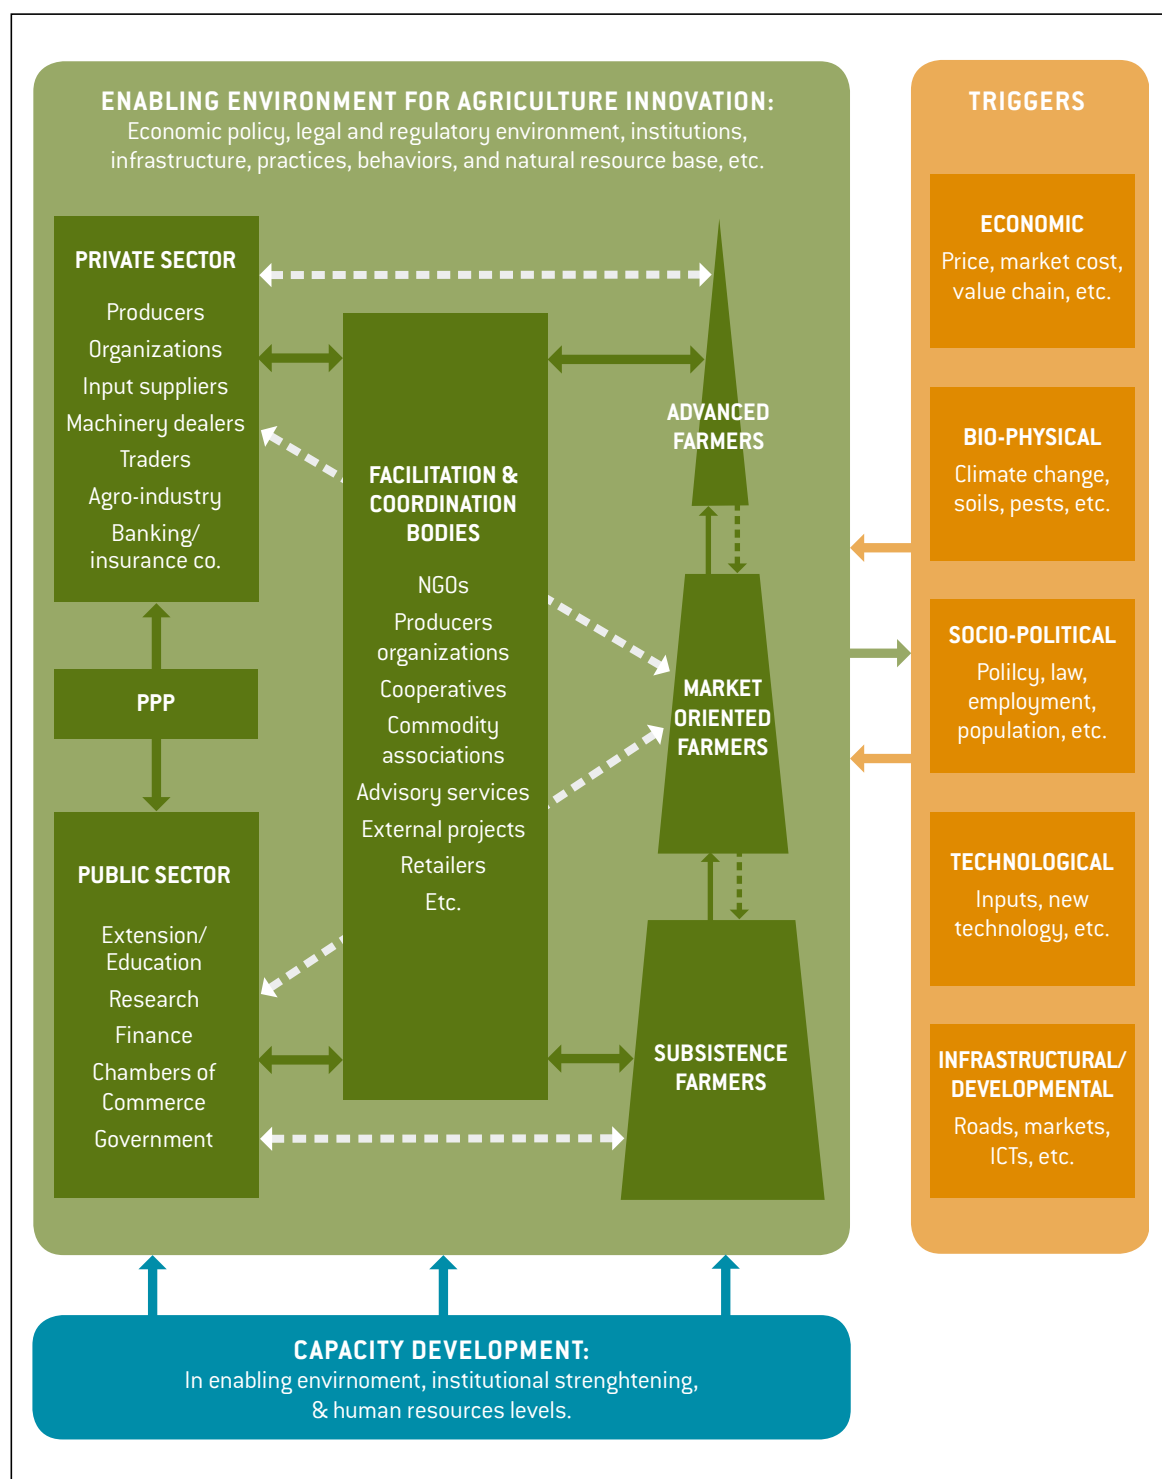 ENABLING ENVIRONMENT FOR AGRICULTURE INNOVATION:
Economic policy, legal and regulatory environment, institutions,
infrastructure, practices, behaviors, and natural resource base, etc.
PRIVATE SECTOR
Producers
Organizations
Input suppliers
Machinery dealers
Traders
Agro-industry
Banking/
insurance co.
PPP
PUBLIC SECTOR
Extension/
Education
Research
Finance
Chambers of
Commerce
Government
FACILITATION &
COORDINATION
BODIES
NGOs
Producers
organizations
Cooperatives
Commodity
associations
Advisory services
External projects
Retailers
Etc.
ADVANCED
FARMERS
MARKET
ORIENTED
FARMERS
SUBSISTENCE
FARMERS
TRIGGERS
ECONOMIC
Price, market cost,
value chain, etc.
BIO-PHYSICAL
Climate change,
soils, pests, etc.
SOCIO-POLITICAL
Polilcy, law,
employment,
population, etc.
TECHNOLOGICAL
Inputs, new
technology, etc.
INFRASTRUCTURAL/
DEVELOPMENTAL
Roads, markets,
ICTs, etc.
CAPACITY DEVELOPMENT:
In enabling envirnoment, institutional strenghtening,
& human resources levels.